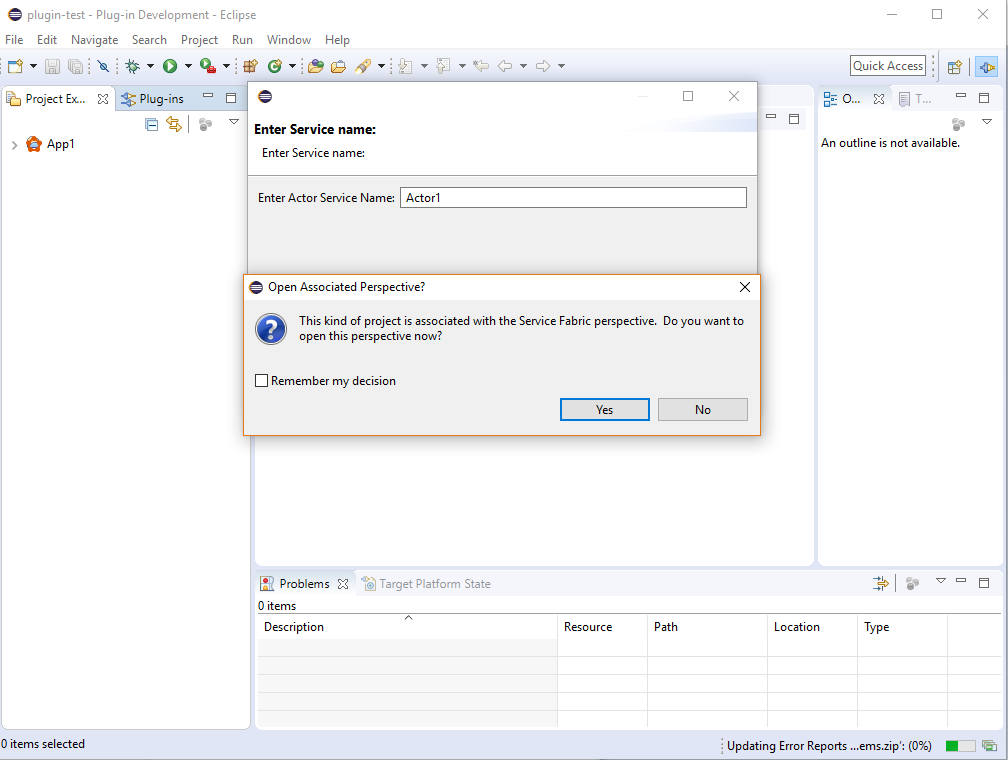 plugin-test - Plug-in Development - Eclipse
File Edit Navigate Search Project Run Window Help
Quick Access
Project Ex... Plug-ins
App1
Enter Service name:
Enter Service name:
Enter Actor Service Name: Actor1
O... T...
An outline is not available.
Open Associated Perspective?
This kind of project is associated with the Service Fabric perspective. Do you want to
open this perspective now?
Remember my decision
Yes No
Problems Target Platform State
0 items
Description Resource Path Location Type
0 items selected
Updating Error Reports ...ems.zip': (0%)